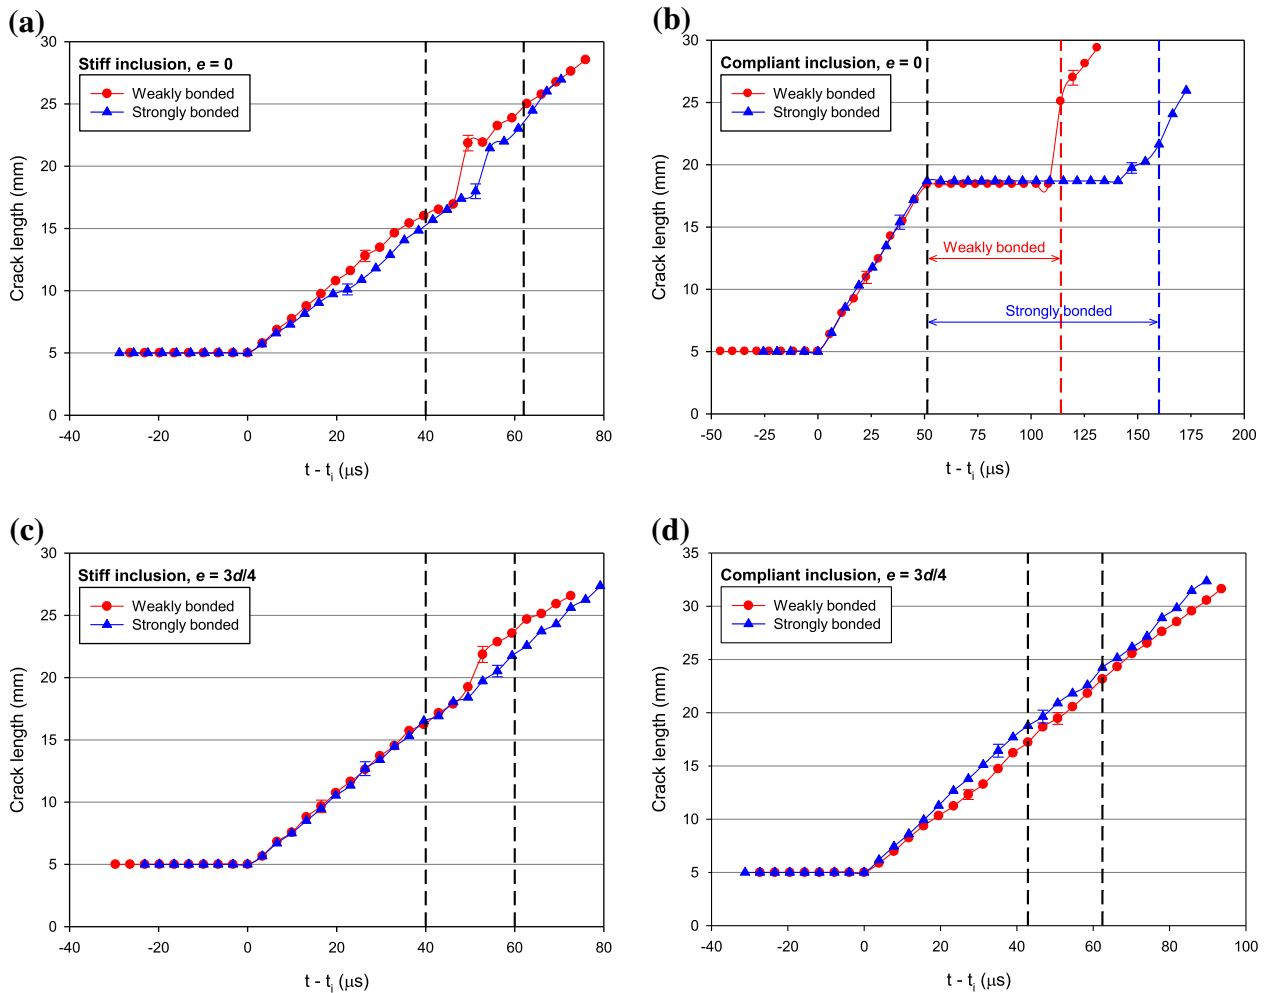 (a)
Stiff inclusion, e = 0
Weakly bonded
Strongly bonded
30
25
20
15
10
5
0
Crack length (mm)
-40 -20 0 20 40 60 80
t - ti (μs)
(b)
Compliant inclusion, e = 0
Weakly bonded
Strongly bonded
Weakly bonded
Strongly bonded
30
25
20
15
10
5
0
Crack length (mm)
-50 -25 0 25 50 75 100 125 150 175 200
t - ti (μs)
(c)
Stiff inclusion, e = 3d/4
Weakly bonded
Strongly bonded
30
25
20
15
10
5
0
Crack length (mm)
-40 -20 0 20 40 60 80
t - ti (μs)
(d)
Compliant inclusion, e = 3d/4
Weakly bonded
Strongly bonded
35
30
25
20
15
10
5
0
Crack length (mm)
-40 -20 0 20 40 60 80 100
t - ti (μs)